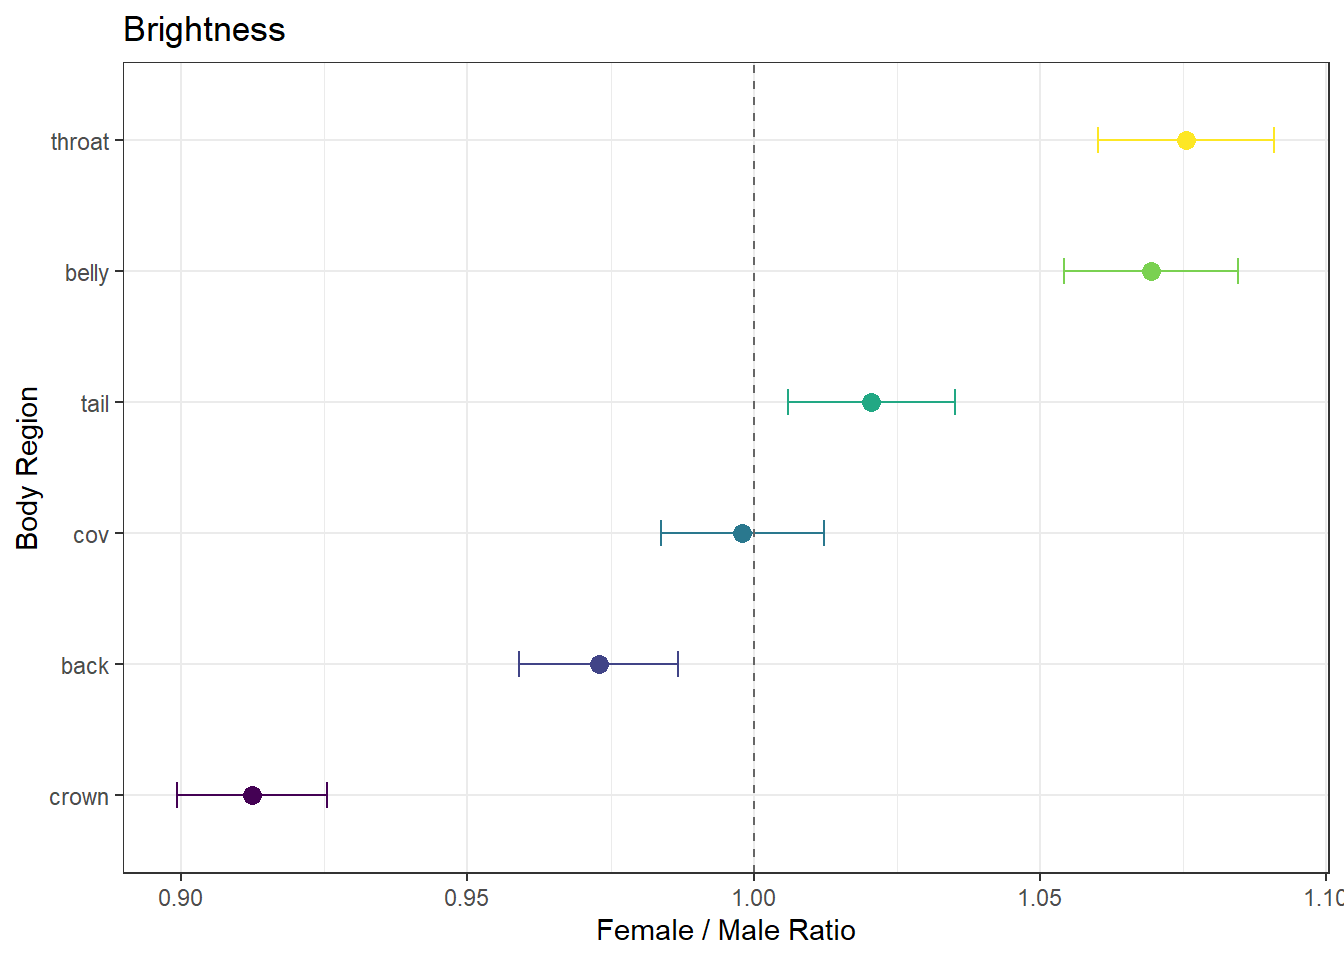 Brightness
throat
belly
tail
cov
back
crown
Body Region
0.90 0.95 1.00 1.05 1.10
Female / Male Ratio